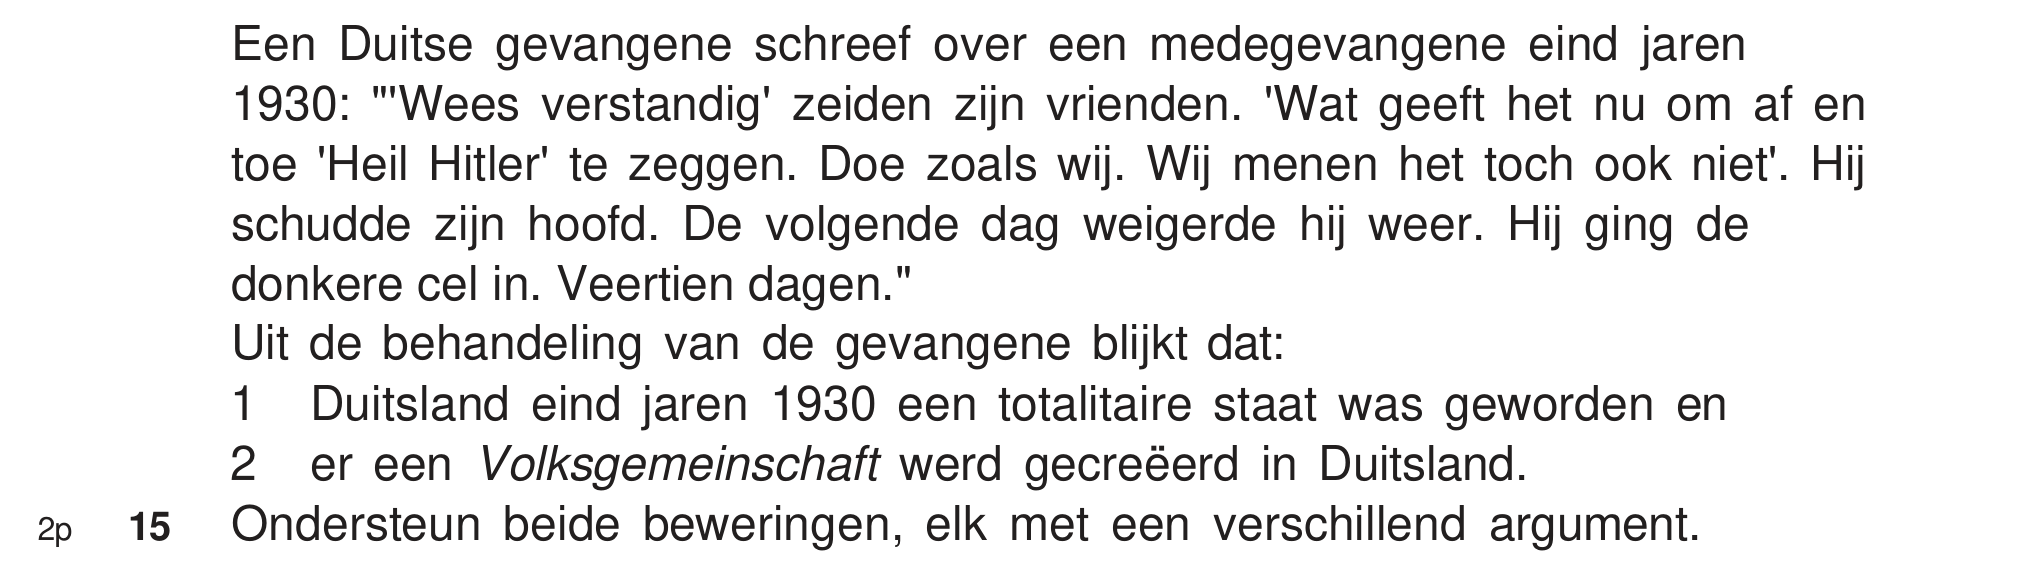 Een Duitse gevangene schreef over een medegevangene eind jaren
1930: "'Wees verstandig' zeiden zijn vrienden. 'Wat geeft het nu om af en
toe 'Heil Hitler' te zeggen. Doe zoals wij. Wij menen het toch ook niet'. Hij
schudde zijn hoofd. De volgende dag weigerde hij weer. Hij ging de
donkere cel in. Veertien dagen."
Uit de behandeling van de gevangene blijkt dat:
1 Duitsland eind jaren 1930 een totalitaire staat was geworden en
2 er een Volksgemeinschaft werd gecreëerd in Duitsland.
2p 15 Ondersteun beide beweringen, elk met een verschillend argument.